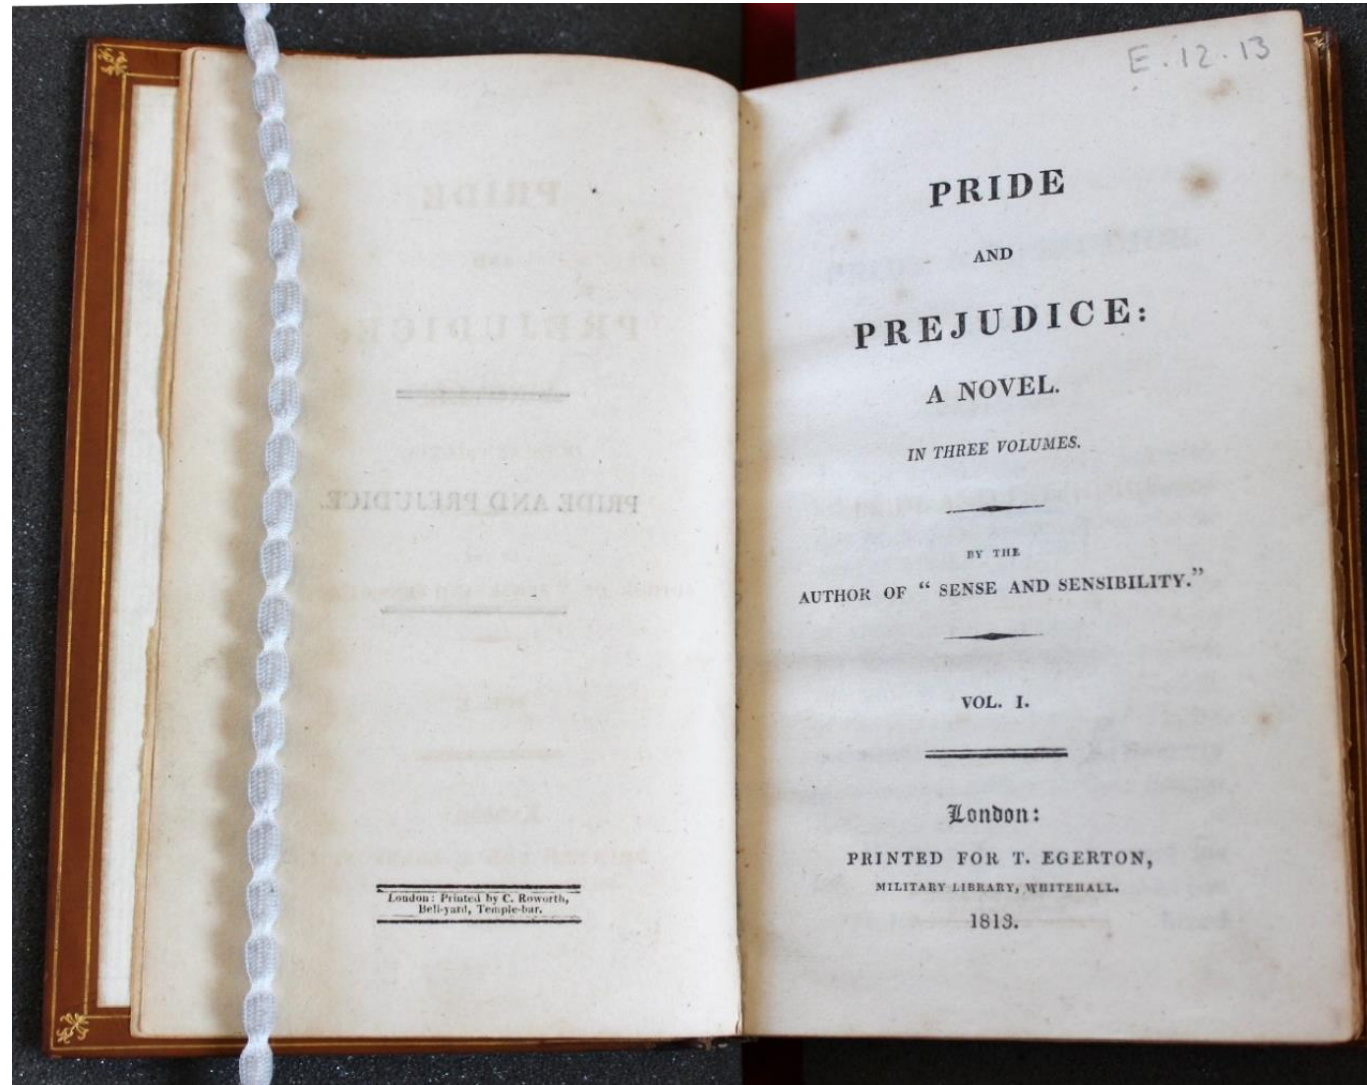 London: Printed by C. Roworth,
Bell-yard, Temple-bar.
E.12.13
PRIDE
AND
PREJUDICE:
A NOVEL.
IN THREE VOLUMES.
BY THE
AUTHOR OF “ SENSE AND SENSIBILITY.”
VOL. I.
London:
PRINTED FOR T. EGERTON,
MILITARY LIBRARY, WHITEHALL.
1813.